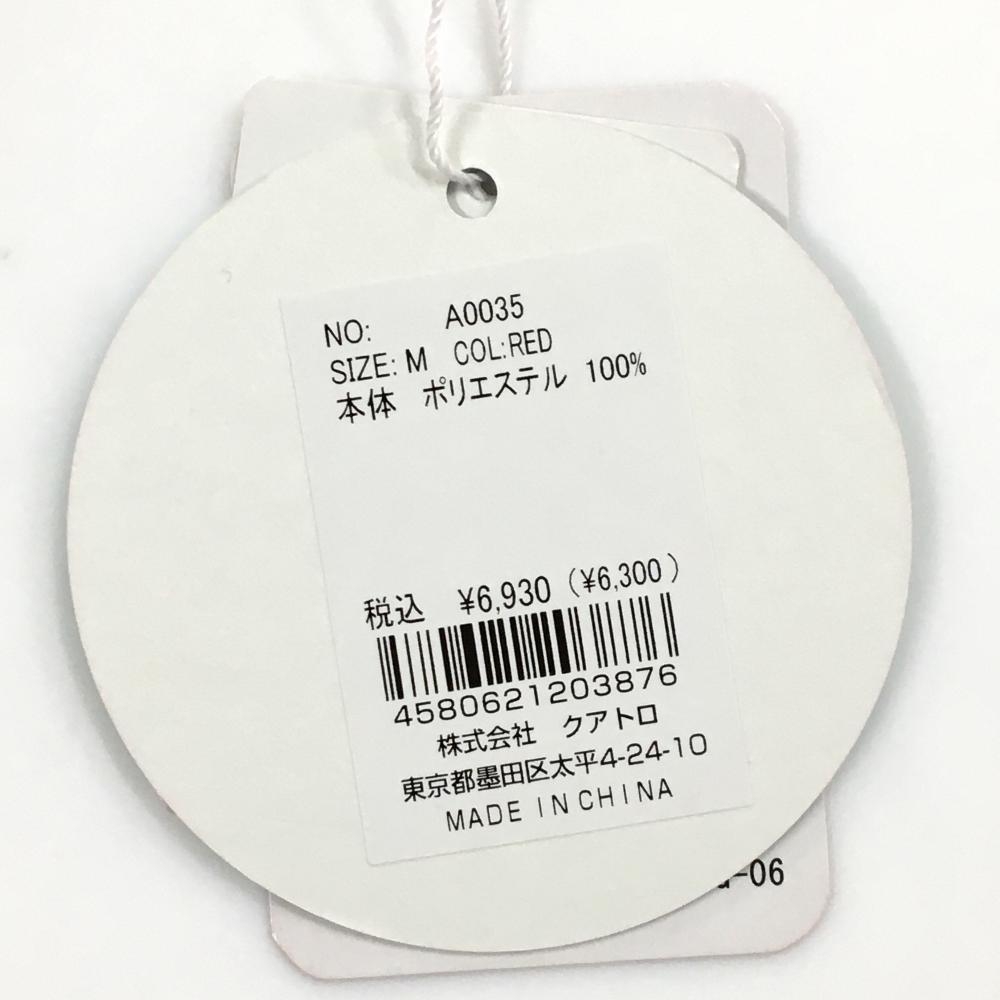 NO: A0035
SIZE: M COL:RED
本体 ポリエステル 100%
税込 ¥6,930 (¥6,300)
4580621203876
株式会社 クアトロ
東京都墨田区太平4-24-10
MADE IN CHINA
-06